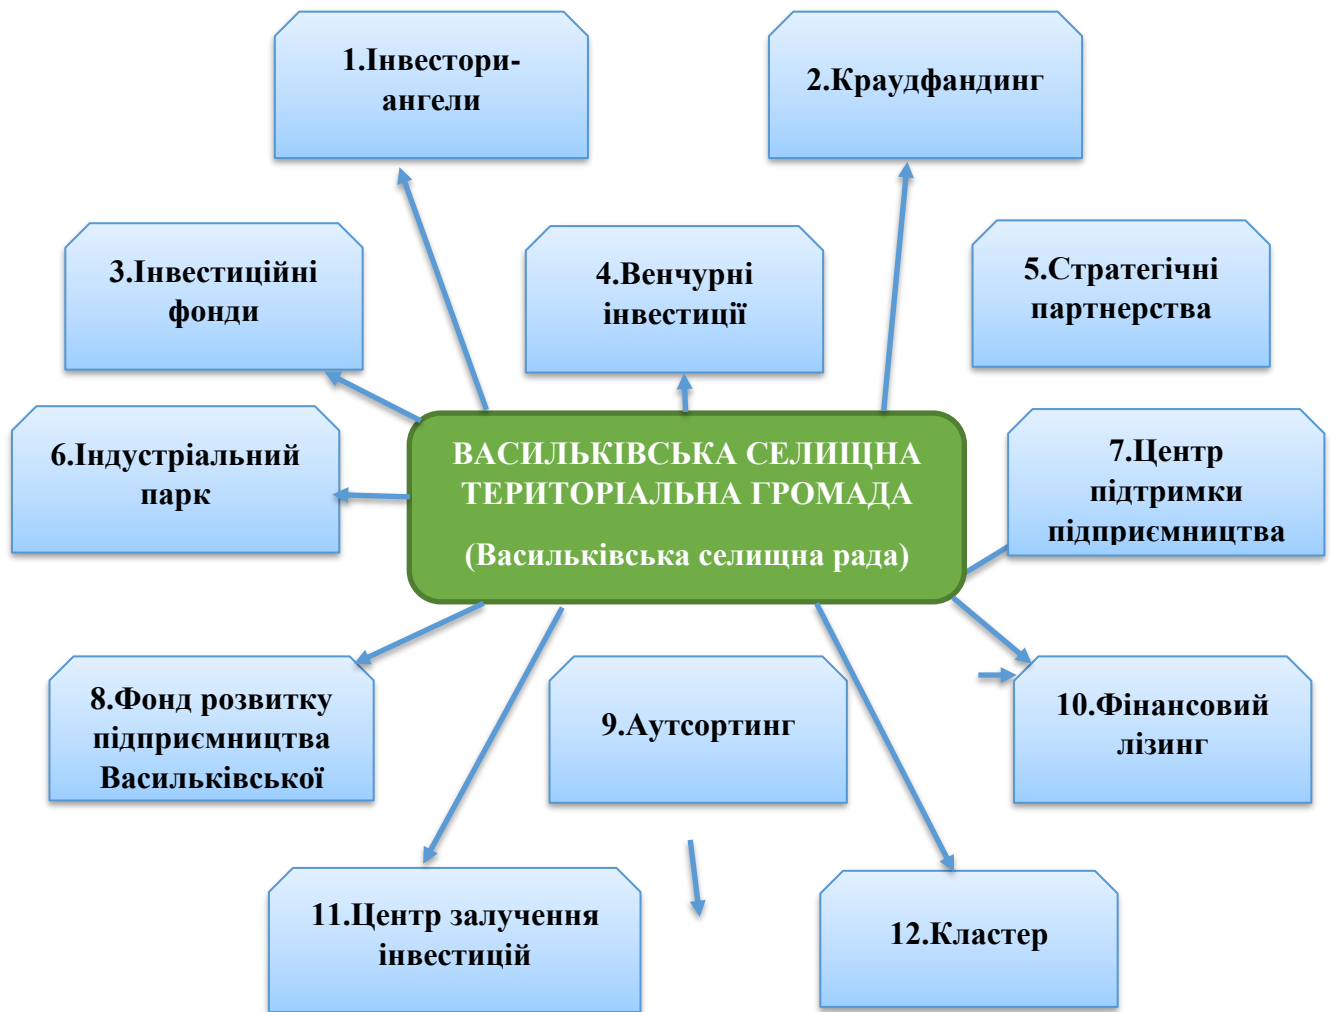 1.Інвестори-
ангели
2.Краудфандинг
3.Інвестиційні
фонди
4.Венчурні
інвестиції
5.Стратегічні
партнерства
6.Індустріальний
парк
ВАСИЛЬКІВСЬКА СЕЛИЩНА
ТЕРИТОРІАЛЬНА ГРОМАДА
(Васильківська селищна рада)
7.Центр
підтримки
підприємництва
8.Фонд розвитку
підприємництва
Васильківської
9.Аутсортинг
10.Фінансовий
лізинг
11.Центр залучення
інвестицій
12.Кластер